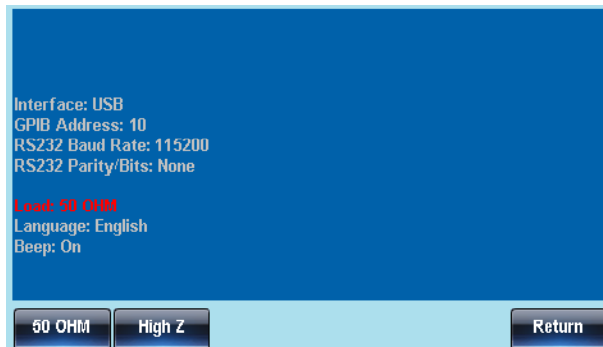 Interface: USB
GPIB Address: 10
RS232 Baud Rate: 115200
RS232 Parity/Bits: None
Load: 50 OHM
Language: English
Beep: On
50 OHM High Z Return